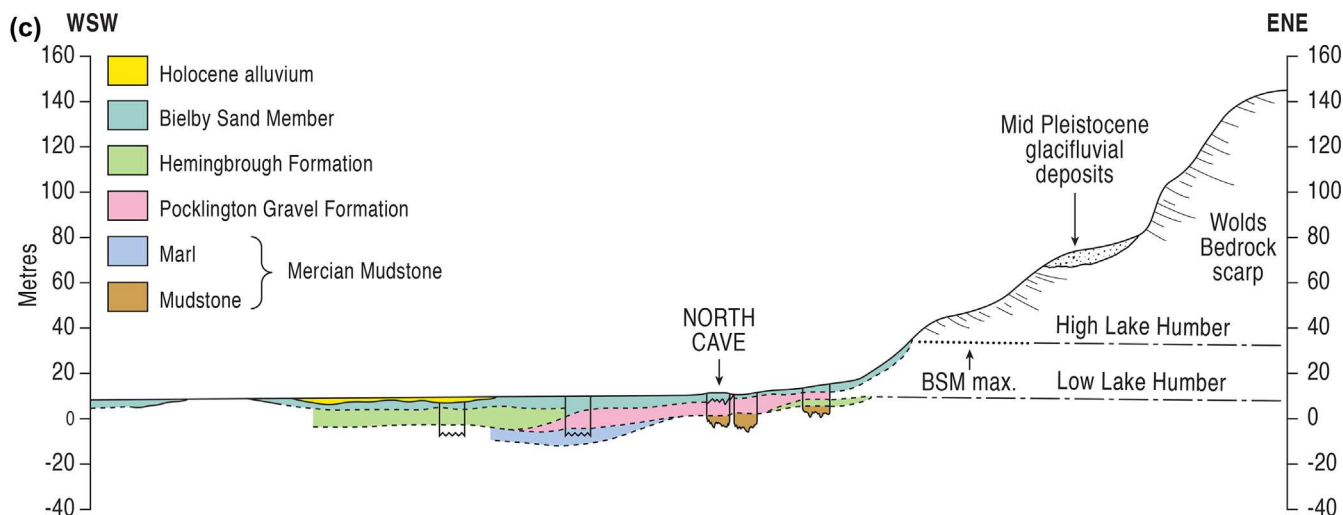 (c)
WSW
ENE
160
140
120
100
80
60
40
20
0
-20
-40
Metres
Holocene alluvium
Bielby Sand Member
Hemingbrough Formation
Pocklington Gravel Formation
Marl
Mudstone
Mercian Mudstone
NORTH
CAVE
Mid Pleistocene
glacifluvial
deposits
Wolds
Bedrock
scarp
High Lake Humber
BSM max.
Low Lake Humber
160
140
120
100
80
60
40
20
0
-20
-40